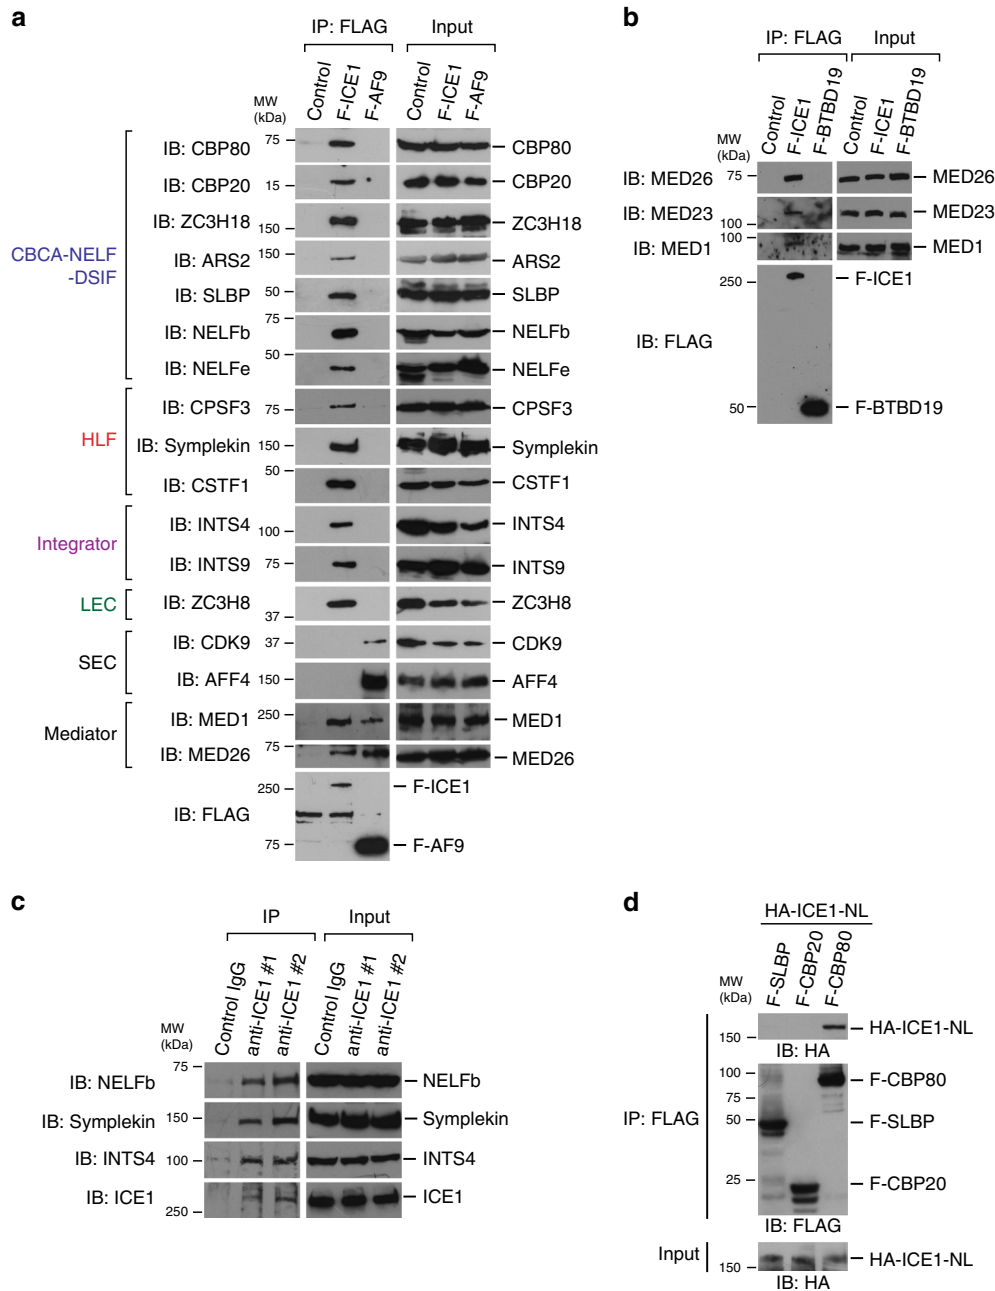 a
IP: FLAG
Input
Control
F-ICE1
F-AF9
Control
F-ICE1
F-AF9
MW
(kDa)
CBCA-NELF
-DSIF
IB: CBP80
75
CBP80
IB: CBP20
15
CBP20
IB: ZC3H18
150
ZC3H18
IB: ARS2
150
ARS2
IB: SLBP
50
SLBP
IB: NELFb
75
NELFb
IB: NELFe
50
NELFe
HLF
IB: CPSF3
75
CPSF3
IB: Symplekin
150
Symplekin
IB: CSTF1
50
CSTF1
Integrator
IB: INTS4
100
INTS4
IB: INTS9
75
INTS9
LEC
IB: ZC3H8
37
ZC3H8
SEC
IB: CDK9
37
CDK9
IB: AFF4
150
AFF4
Mediator
IB: MED1
250
MED1
IB: MED26
75
MED26
IB: FLAG
250
F-ICE1
75
F-AF9
b
IP: FLAG
Input
Control
F-ICE1
F-BTBD19
Control
F-ICE1
F-BTBD19
MW
(kDa)
IB: MED26
75
MED26
IB: MED23
100
MED23
IB: MED1
100
MED1
250
F-ICE1
IB: FLAG
50
F-BTBD19
c
IP
Input
Control IgG
anti-ICE1 #1
anti-ICE1 #2
Control IgG
anti-ICE1 #1
anti-ICE1 #2
MW
(kDa)
IB: NELFb
75
NELFb
IB: Symplekin
150
Symplekin
IB: INTS4
100
INTS4
IB: ICE1
250
ICE1
d
HA-ICE1-NL
F-SLBP
F-CBP20
F-CBP80
MW
(kDa)
IP: FLAG
150
HA-ICE1-NL
IB: HA
100
F-CBP80
75
50
F-SLBP
25
F-CBP20
IB: FLAG
Input
150
HA-ICE1-NL
IB: HA